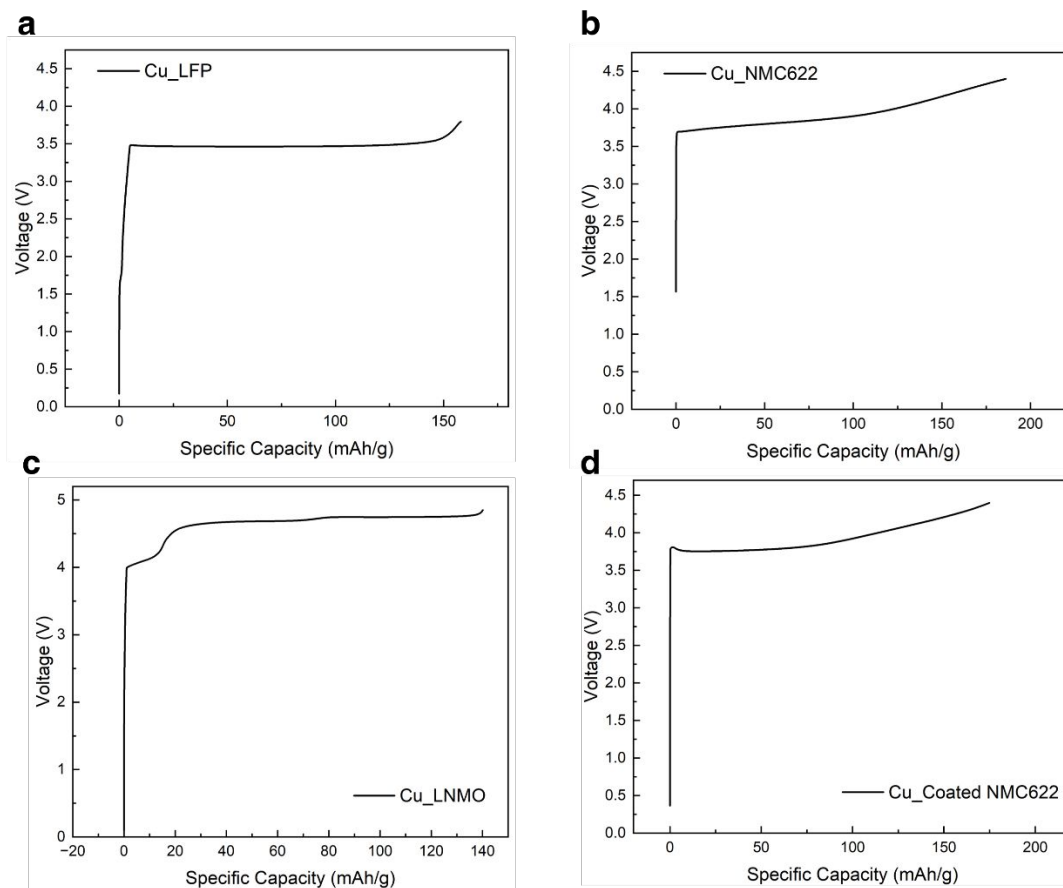 a
Cu_LFP
4.5
4.0
3.5
3.0
2.5
2.0
1.5
1.0
0.5
0.0
Voltage (V)
0 50 100 150
Specific Capacity (mAh/g)
b
Cu_NMC622
4.5
4.0
3.5
3.0
2.5
2.0
1.5
1.0
0.5
0.0
Voltage (V)
0 50 100 150 200
Specific Capacity (mAh/g)
c
Cu_LNMO
5
4
3
2
1
0
Voltage (V)
−20 0 20 40 60 80 100 120 140
Specific Capacity (mAh/g)
d
Cu_Coated NMC622
4.5
4.0
3.5
3.0
2.5
2.0
1.5
1.0
0.5
0.0
Voltage (V)
0 50 100 150 200
Specific Capacity (mAh/g)